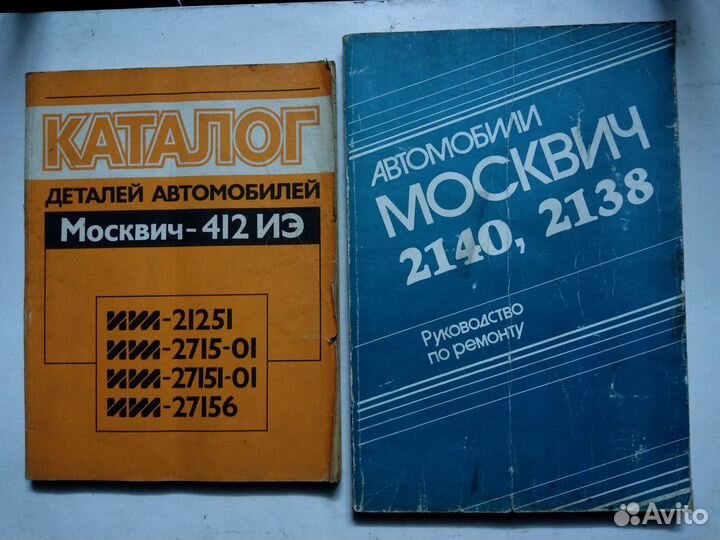 КАТАЛОГ
ДЕТАЛЕЙ АВТОМОБИЛЕЙ
Москвич-412 ИЭ
ИЖ-21251
ИЖ-2715-01
ИЖ-27151-01
ИЖ-27156
АВТОМОБИЛИ
МОСКВИЧ
2140, 2138
Руководство
по ремонту
Avito